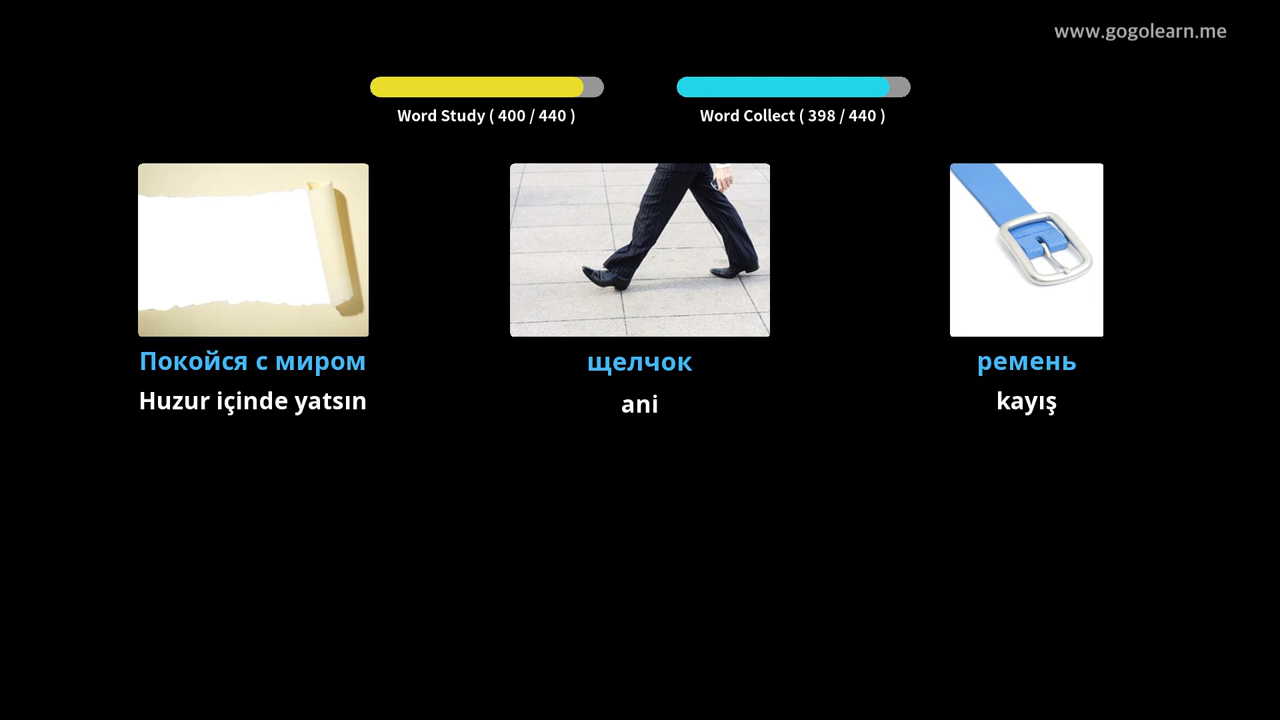 www.gogolearn.me
Word Study ( 400 / 440 )
Word Collect ( 398 / 440 )
Покойся с миром
Huzur içinde yatsın
щелчок
ani
ремень
kayış